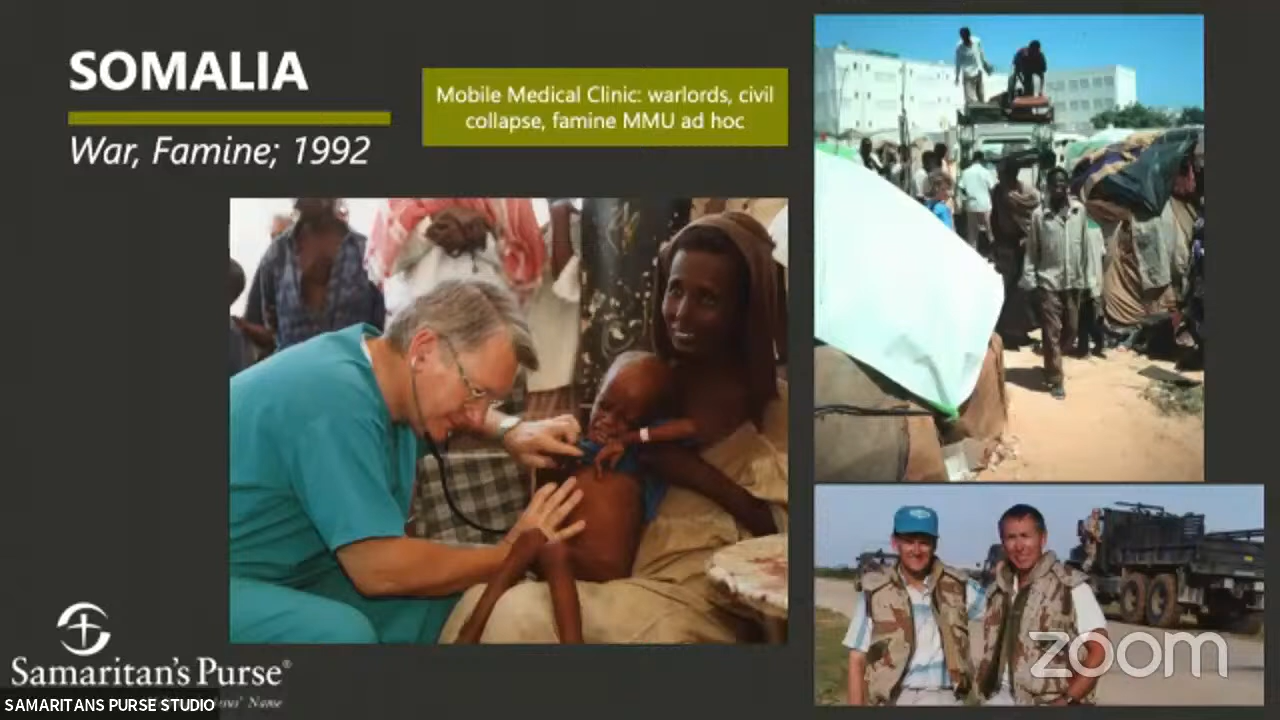 SOMALIA
War, Famine; 1992
Mobile Medical Clinic: warlords, civil
collapse, famine MMU ad hoc
zoom
Samaritan's Purse®
SAMARITANS PURSE STUDIO
Name